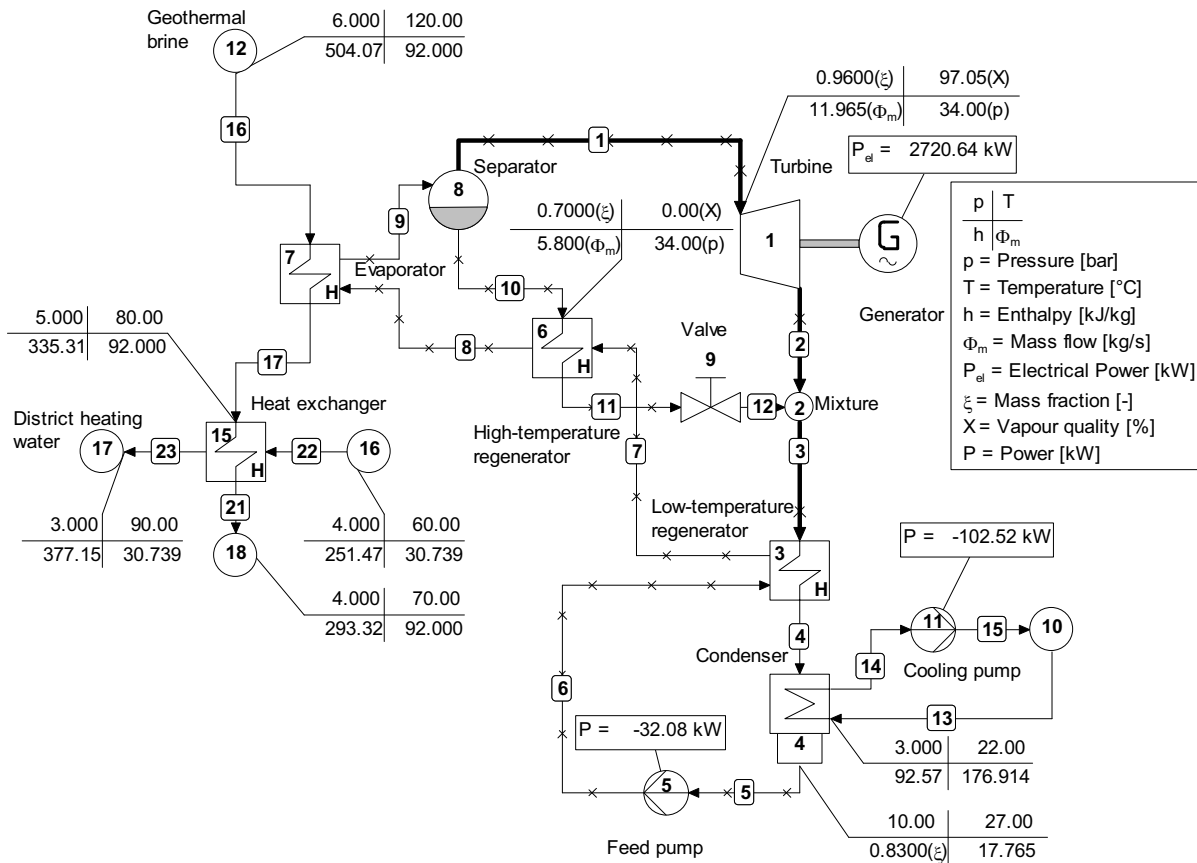 Geothermal
brine
12
6.000 120.00
504.07 92.000
16
0.9600(ξ) 97.05(X)
11.965(Φm) 34.00(p)
1
Separator
8
Turbine
Pel = 2720.64 kW
9
0.7000(ξ) 0.00(X)
5.800(Φm) 34.00(p)
1
G
~
p T
h Φm
p = Pressure [bar]
T = Temperature [°C]
h = Enthalpy [kJ/kg]
Φm = Mass flow [kg/s]
Pel = Electrical Power [kW]
ξ = Mass fraction [-]
X = Vapour quality [%]
P = Power [kW]
7
H
Evaporator
10
Generator
5.000 80.00
335.31 92.000
17
8
6
H
Valve
9
2
11
12
2
Mixture
District heating
water
Heat exchanger
17
23
15
H
22
16
High-temperature
regenerator
7
3
21
18
3.000 90.00
377.15 30.739
4.000 60.00
251.47 30.739
Low-temperature
regenerator
3
H
P = -102.52 kW
4.000 70.00
293.32 92.000
4
11
15
10
Condenser
14
Cooling pump
6
13
4
P = -32.08 kW
3.000 22.00
92.57 176.914
5
5
Feed pump
10.00 27.00
0.8300(ξ) 17.765